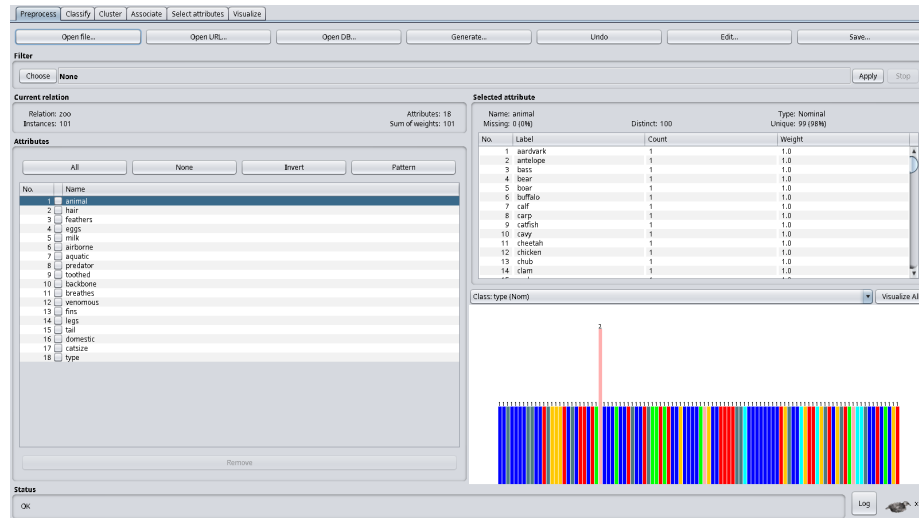 Preprocess Classify Cluster Associate Select attributes Visualize
Open file... Open URL... Open DB... Generate... Undo Edit... Save...
Filter
Choose None Apply Stop
Current relation
Relation: zoo Attributes: 18
Instances: 101 Sum of weights: 101
Attributes
All None Invert Pattern
No. Name
1 animal
2 hair
3 feathers
4 eggs
5 milk
6 airborne
7 aquatic
8 predator
9 toothed
10 backbone
11 breathes
12 venomous
13 fins
14 legs
15 tail
16 domestic
17 catsize
18 type
Remove
Selected attribute
Name: animal Type: Nominal
Missing: 0 (0%) Distinct: 100 Unique: 99 (98%)
No. Label Count Weight
1 aardvark 1 1.0
2 antelope 1 1.0
3 bass 1 1.0
4 bear 1 1.0
5 boar 1 1.0
6 buffalo 1 1.0
7 calf 1 1.0
8 carp 1 1.0
9 catfish 1 1.0
10 cavy 1 1.0
11 cheetah 1 1.0
12 chicken 1 1.0
13 chub 1 1.0
14 clam 1 1.0
Class: type (Nom) Visualize All
2
Status
OK
Log x